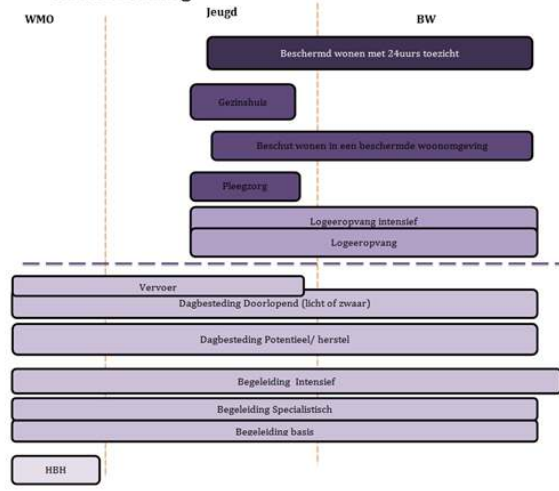 WMO
Jeugd
BW
Beschermd wonen met 24uurs toezicht
Gezinshuis
Beschut wonen in een beschermde woonomgeving
Pleegzorg
Logeeropvang intensief
Logeeropvang
Vervoer
Dagbesteding Doorlopend (licht of zwaar)
Dagbesteding Potentieel/ herstel
Begeleiding Intensief
Begeleiding Specialistisch
Begeleiding basis
HBH